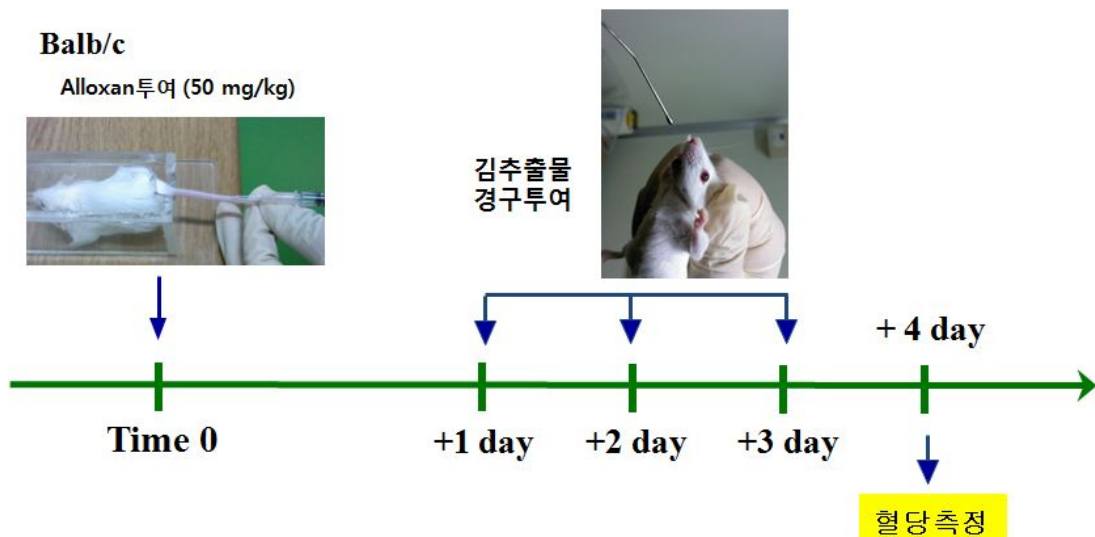 Balb/c
Alloxan투여 (50 mg/kg)
김추출물
경구투여
+ 4 day
Time 0
+1 day
+2 day
+3 day
혈당측정